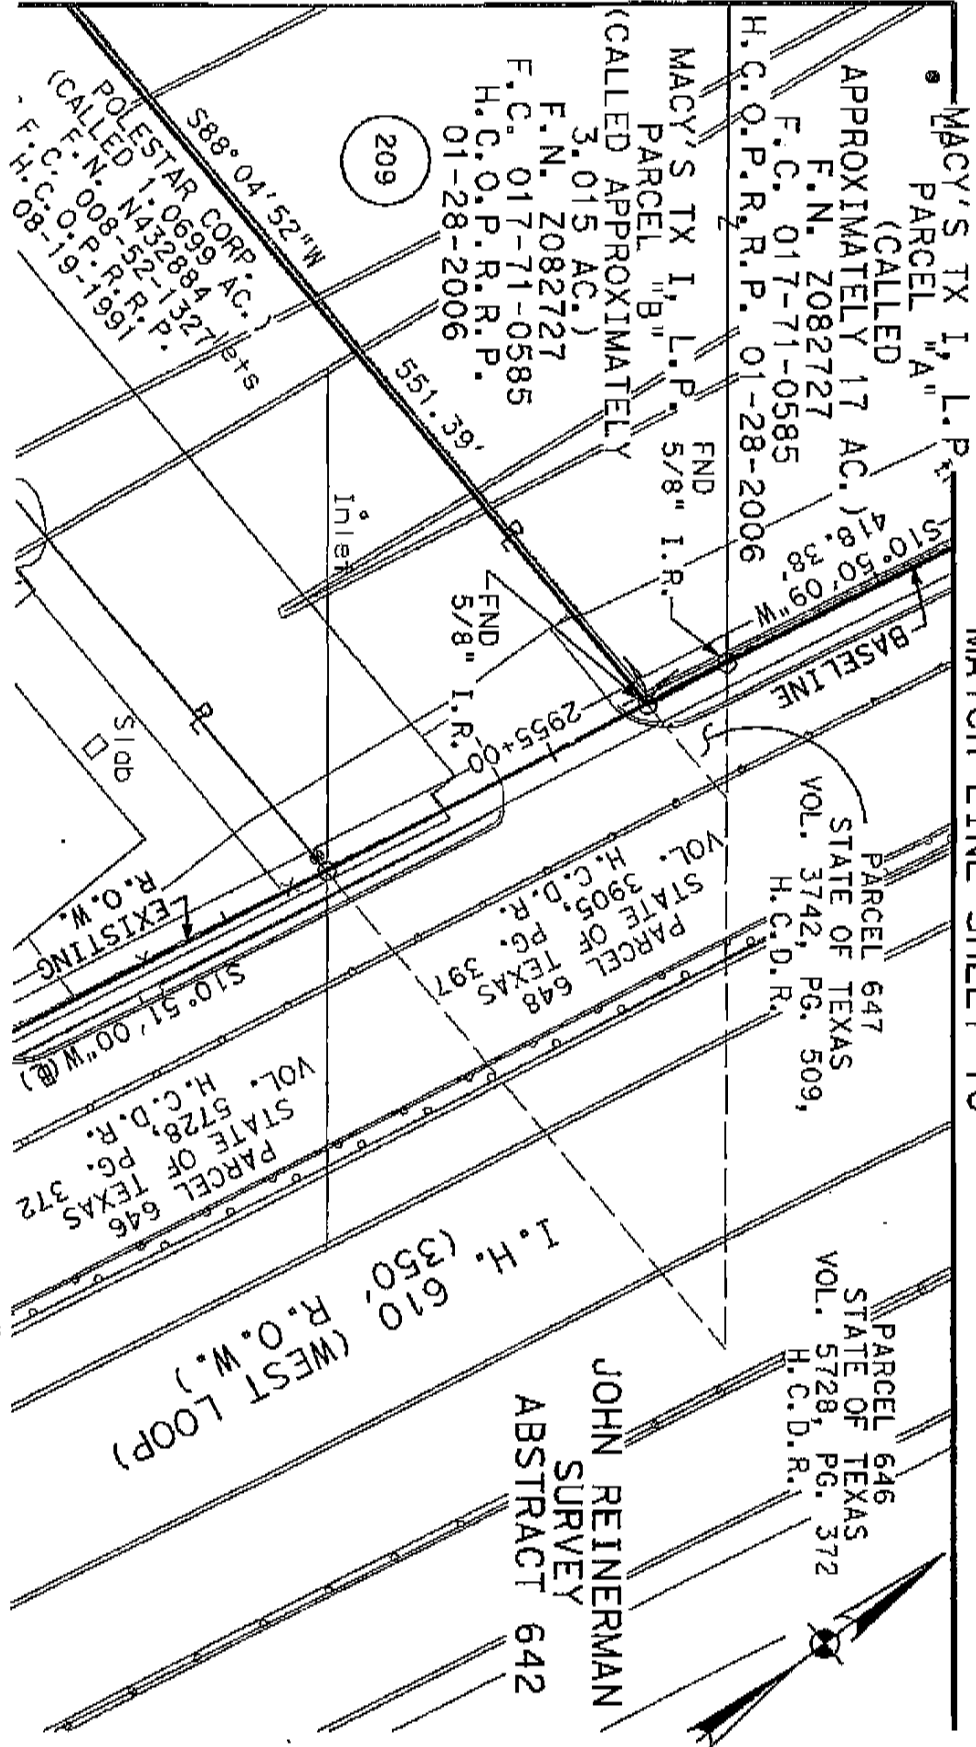 MACY'S TX I, L.P.
PARCEL "A"
(CALLED
APPROXIMATELY 17 AC.)
F.N. Z082727
F.C. 017-71-0585
H.C.O.P.R.R.P. 01-28-2006
MACY'S TX I, L.P.
PARCEL "B"
(CALLED APPROXIMATELY
3.015 AC.)
F.N. Z082727
F.C. 017-71-0585
H.C.O.P.R.R.P.
01-28-2006
209
S88°04'52"W
551.39'
POLESTAR CORP.
(CALLED 1.0699 AC.)
F.N. N432884
F.C. 008-52-1327
H.C.O.P.R.R.P.
08-19-1991
FND
5/8" I.R.
FND
5/8" I.R.
Inlet
Slab
S10°50'09"W
418.38'
BASELINE
2955+00
EXISTING
R.O.W.
S10°51'00"W(BL)
PARCEL 647
STATE OF TEXAS
VOL. 3742, PG. 509,
H.C.D.R.
PARCEL 648
STATE OF TEXAS
VOL. 3905, PG. 397
H.C.D.R.
PARCEL 646
STATE OF TEXAS
VOL. 5728, PG. 372
H.C.D.R.
PARCEL 646
STATE OF TEXAS
VOL. 5728, PG. 372
H.C.D.R.
I.H. 610 (WEST LOOP)
(350' R.O.W.)
JOHN REINERMAN
SURVEY
ABSTRACT 642